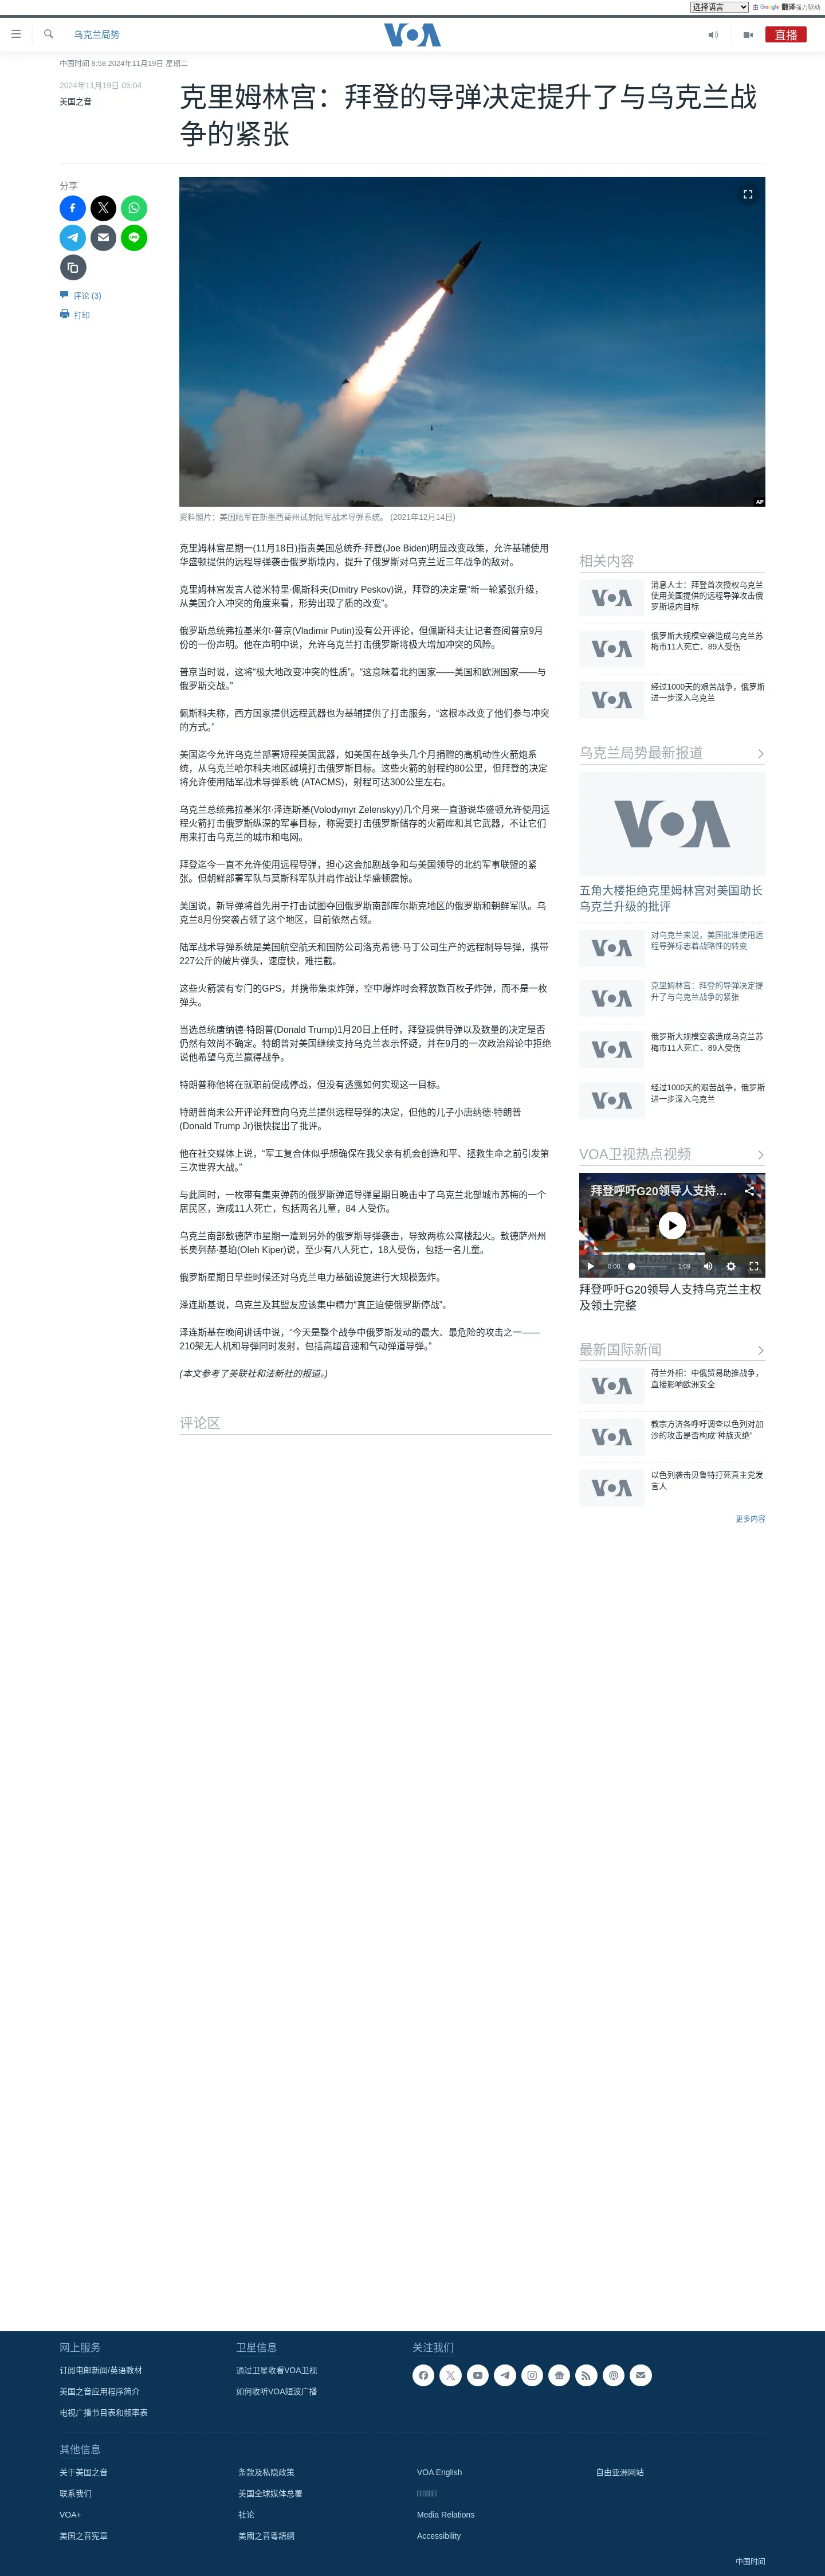 选择语言 由 Google 翻译强力驱动
乌克兰局势
VOA
直播
中国时间 8:58 2024年11月19日 星期二
2024年11月19日 05:04
美国之音
克里姆林宫：拜登的导弹决定提升了与乌克兰战
争的紧张
分享
评论 (3)
打印
AP
资料照片：美国陆军在新墨西哥州试射陆军战术导弹系统。 (2021年12月14日)
克里姆林宫星期一(11月18日)指责美国总统乔·拜登(Joe Biden)明显改变政策，允许基辅使用
华盛顿提供的远程导弹袭击俄罗斯境内，提升了俄罗斯对乌克兰近三年战争的敌对。
克里姆林宫发言人德米特里·佩斯科夫(Dmitry Peskov)说，拜登的决定是“新一轮紧张升级，
从美国介入冲突的角度来看，形势出现了质的改变”。
俄罗斯总统弗拉基米尔·普京(Vladimir Putin)没有公开评论，但佩斯科夫让记者查阅普京9月
份的一份声明。他在声明中说，允许乌克兰打击俄罗斯将极大增加冲突的风险。
普京当时说，这将“极大地改变冲突的性质”。“这意味着北约国家——美国和欧洲国家——与
俄罗斯交战。”
佩斯科夫称，西方国家提供远程武器也为基辅提供了打击服务，“这根本改变了他们参与冲突
的方式。”
美国迄今允许乌克兰部署短程美国武器，如美国在战争头几个月捐赠的高机动性火箭炮系
统，从乌克兰哈尔科夫地区越境打击俄罗斯目标。这些火箭的射程约80公里，但拜登的决定
将允许使用陆军战术导弹系统 (ATACMS)，射程可达300公里左右。
乌克兰总统弗拉基米尔·泽连斯基(Volodymyr Zelenskyy)几个月来一直游说华盛顿允许使用远
程火箭打击俄罗斯纵深的军事目标，称需要打击俄罗斯储存的火箭库和其它武器，不让它们
用来打击乌克兰的城市和电网。
拜登迄今一直不允许使用远程导弹，担心这会加剧战争和与美国领导的北约军事联盟的紧
张。但朝鲜部署军队与莫斯科军队并肩作战让华盛顿震惊。
美国说，新导弹将首先用于打击试图夺回俄罗斯南部库尔斯克地区的俄罗斯和朝鲜军队。乌
克兰8月份突袭占领了这个地区，目前依然占领。
陆军战术导弹系统是美国航空航天和国防公司洛克希德·马丁公司生产的远程制导导弹，携带
227公斤的破片弹头，速度快，难拦截。
这些火箭装有专门的GPS，并携带集束炸弹，空中爆炸时会释放数百枚子炸弹，而不是一枚
弹头。
当选总统唐纳德·特朗普(Donald Trump)1月20日上任时，拜登提供导弹以及数量的决定是否
仍然有效尚不确定。特朗普对美国继续支持乌克兰表示怀疑，并在9月的一次政治辩论中拒绝
说他希望乌克兰赢得战争。
特朗普称他将在就职前促成停战，但没有透露如何实现这一目标。
特朗普尚未公开评论拜登向乌克兰提供远程导弹的决定，但他的儿子小唐纳德·特朗普
(Donald Trump Jr)很快提出了批评。
他在社交媒体上说，“军工复合体似乎想确保在我父亲有机会创造和平、拯救生命之前引发第
三次世界大战。”
与此同时，一枚带有集束弹药的俄罗斯弹道导弹星期日晚击中了乌克兰北部城市苏梅的一个
居民区，造成11人死亡，包括两名儿童，84 人受伤。
乌克兰南部敖德萨市星期一遭到另外的俄罗斯导弹袭击，导致两栋公寓楼起火。敖德萨州州
长奥列赫·基珀(Oleh Kiper)说，至少有八人死亡，18人受伤，包括一名儿童。
俄罗斯星期日早些时候还对乌克兰电力基础设施进行大规模轰炸。
泽连斯基说，乌克兰及其盟友应该集中精力“真正迫使俄罗斯停战”。
泽连斯基在晚间讲话中说，“今天是整个战争中俄罗斯发动的最大、最危险的攻击之一——
210架无人机和导弹同时发射，包括高超音速和气动弹道导弹。”
(本文参考了美联社和法新社的报道。)
评论区
相关内容
VOA
消息人士：拜登首次授权乌克兰
使用美国提供的远程导弹攻击俄
罗斯境内目标
VOA
俄罗斯大规模空袭造成乌克兰苏
梅市11人死亡、89人受伤
VOA
经过1000天的艰苦战争，俄罗斯
进一步深入乌克兰
乌克兰局势最新报道
VOA
五角大楼拒绝克里姆林宫对美国助长
乌克兰升级的批评
VOA
对乌克兰来说，美国批准使用远
程导弹标志着战略性的转变
VOA
克里姆林宫：拜登的导弹决定提
升了与乌克兰战争的紧张
VOA
俄罗斯大规模空袭造成乌克兰苏
梅市11人死亡、89人受伤
VOA
经过1000天的艰苦战争，俄罗斯
进一步深入乌克兰
VOA卫视热点视频
拜登呼吁G20领导人支持...
0:00 1:09
拜登呼吁G20领导人支持乌克兰主权
及领土完整
最新国际新闻
VOA
荷兰外相：中俄贸易助推战争，
直接影响欧洲安全
VOA
教宗方济各呼吁调查以色列对加
沙的攻击是否构成“种族灭绝”
VOA
以色列袭击贝鲁特打死真主党发
言人
更多内容
网上服务
订阅电邮新闻/英语教材
美国之音应用程序简介
电视广播节目表和频率表
卫星信息
通过卫星收看VOA卫视
如何收听VOA短波广播
关注我们
其他信息
关于美国之音
联系我们
VOA+
美国之音宪章
条款及私隐政策
美国全球媒体总署
社论
美國之音粵語網
VOA English
Media Relations
Accessibility
自由亚洲网站
中国时间